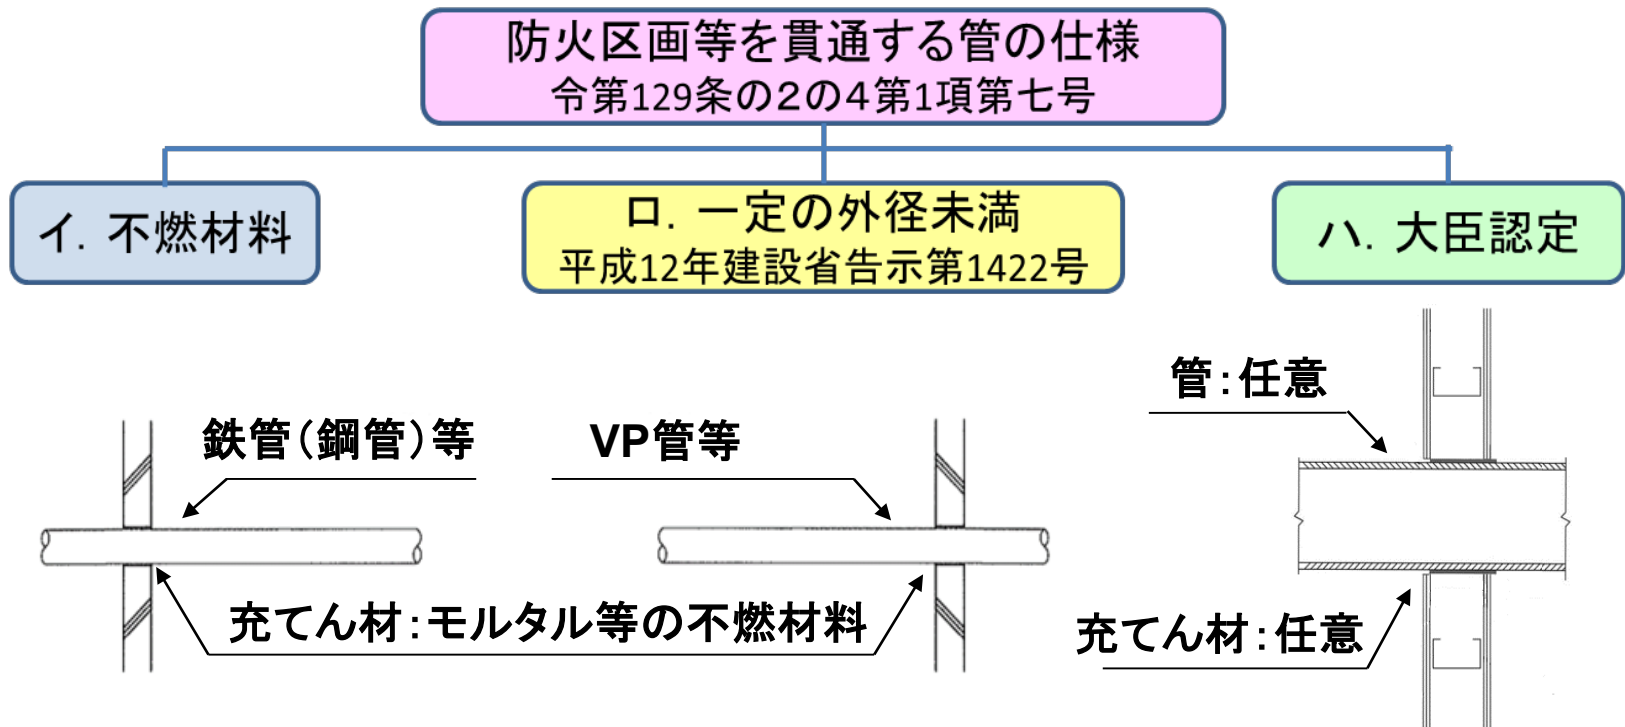 防火区画等を貫通する管の仕様
令第129条の2の4第1項第七号
イ. 不燃材料
ロ. 一定の外径未満
平成12年建設省告示第1422号
ハ. 大臣認定
鉄管(鋼管)等
VP管等
管:任意
充てん材:モルタル等の不燃材料
充てん材:任意